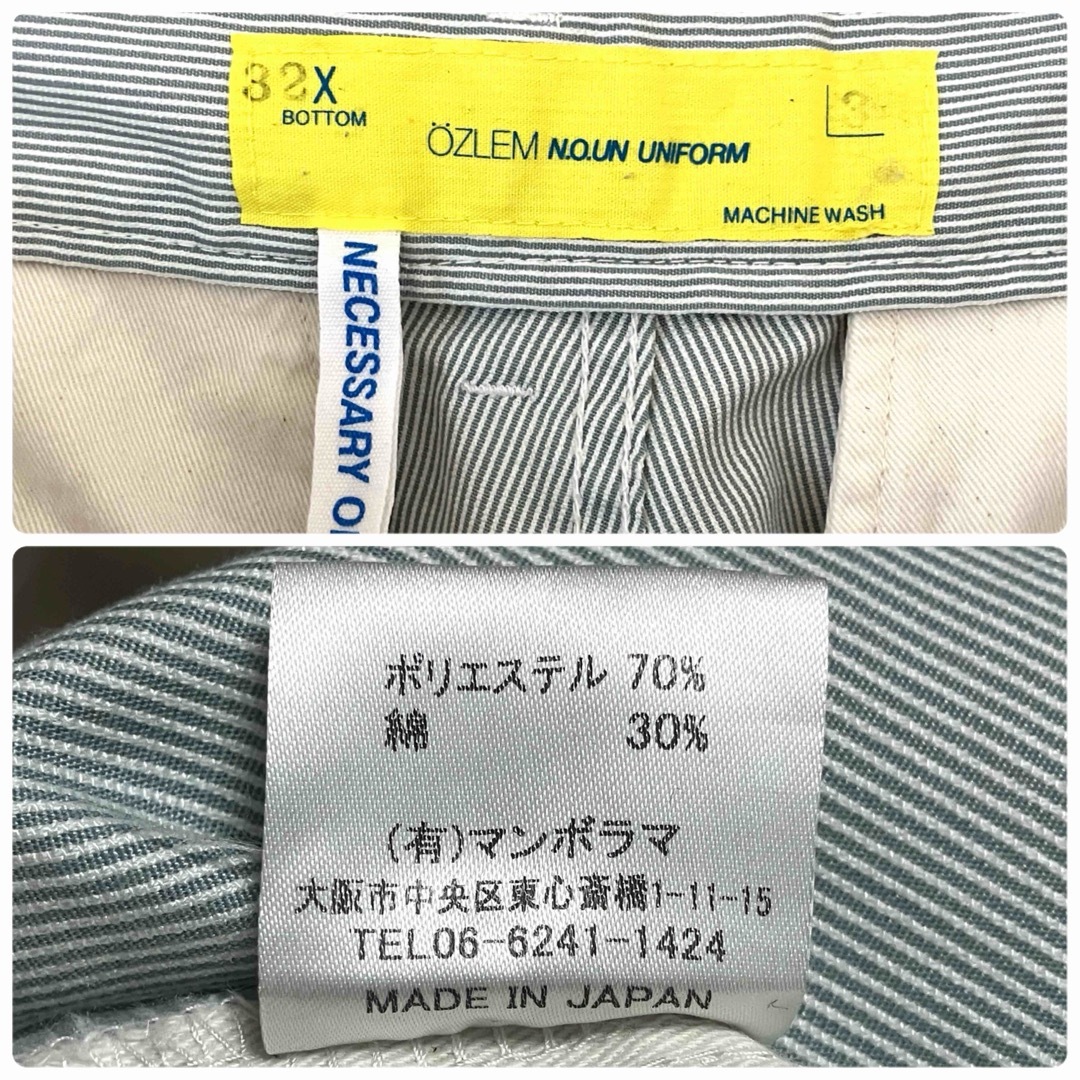 32X
BOTTOM
ÖZLEM N.O.UN UNIFORM
3
MACHINE WASH
NECESSARY
ポリエステル 70%
綿 30%
(有)マンボラマ
大阪市中央区東心斎橋1-11-15
TEL06-6241-1424
MADE IN JAPAN